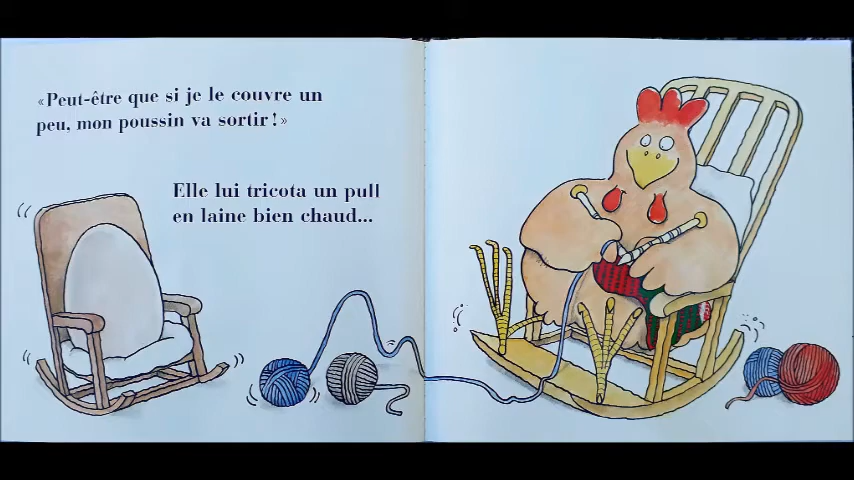 «Peut-être que si je le couvre un
peu, mon poussin va sortir!»
Elle lui tricota un pull
en laine bien chaud...